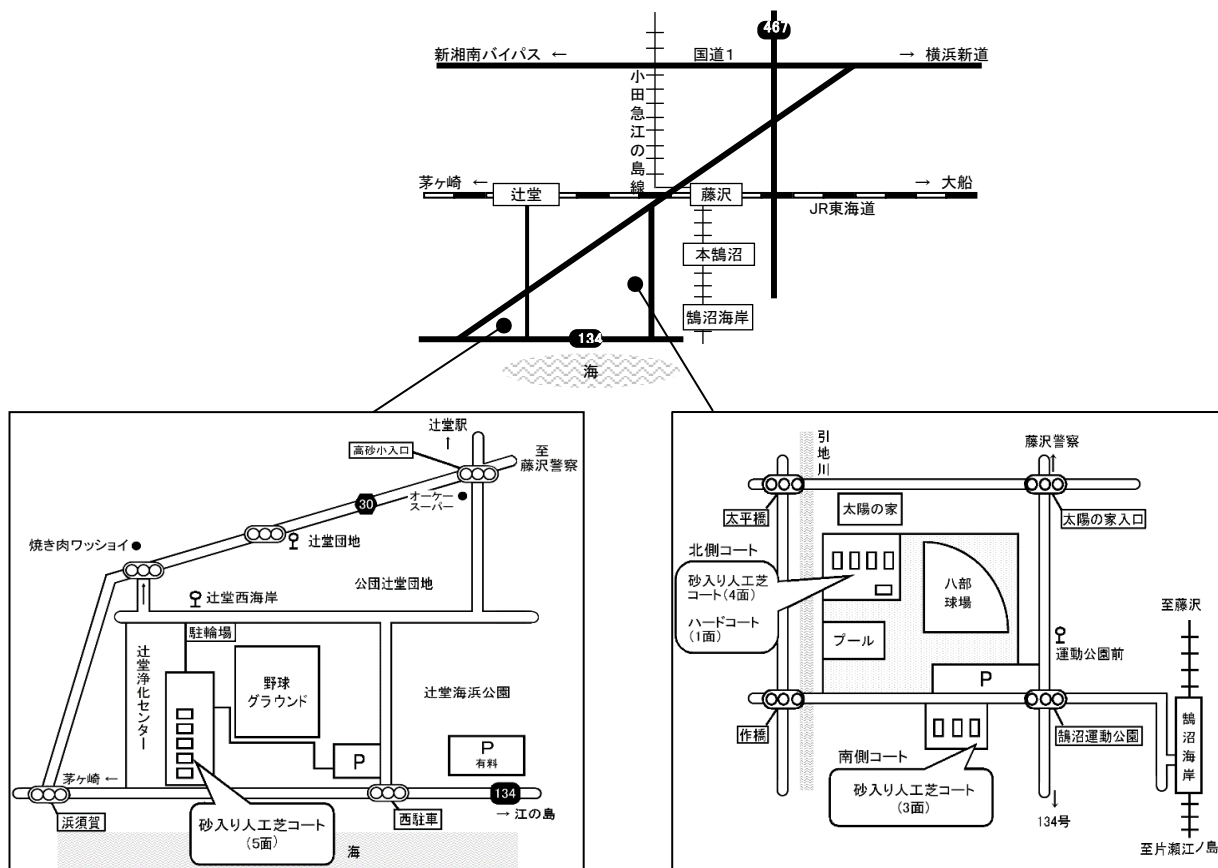 467
新湘南バイパス ←
国道1
→ 横浜新道
小田急江の島線
茅ヶ崎 ←
辻堂
藤沢
→ 大船
JR東海道
本鵠沼
鵠沼海岸
134
海
辻堂駅
↑
高砂小入口
至
藤沢警察
30
オーケー
スーパー
焼き肉ワッショイ
辻堂団地
公団辻堂団地
↑
辻堂西海岸
駐輪場
辻堂浄化センター
野球
グラウンド
辻堂海浜公園
P
P
有料
茅ヶ崎 ←
134
→ 江の島
浜須賀
砂入り人工芝コート
(5面)
西駐車
海
引地川
藤沢警察
↑
太平橋
太陽の家
太陽の家入口
北側コート
砂入り人工芝
コート(4面)
ハードコート
(1面)
八部
球場
プール
運動公園前
至藤沢
P
作橋
鵠沼運動公園
鵠沼海岸
南側コート
砂入り人工芝コート
(3面)
↓
134号
至片瀬江ノ島